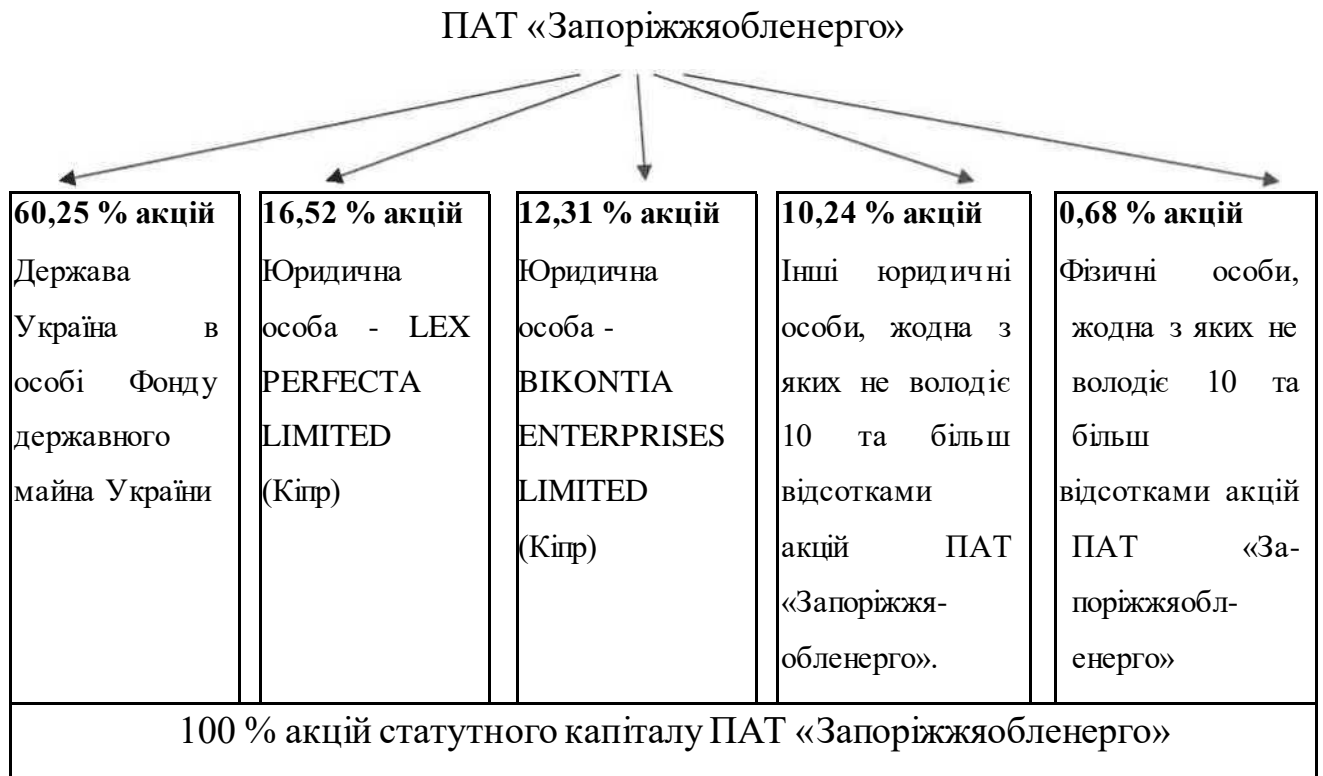 ПАТ «Запоріжжяобленерго»
60,25 % акцій
Держава
Україна в
особі Фонду
державного
майна України
16,52 % акцій
Юридична
особа - LEX
PERFECTA
LIMITED
(Кіпр)
12,31 % акцій
Юридична
особа -
BIKONTIA
ENTERPRISES
LIMITED
(Кіпр)
10,24 % акцій
Інші юридичні
особи, жодна з
яких не володіє
10 та більш
відсотками
акцій ПАТ
«Запоріжжя-
обленерго».
0,68 % акцій
Фізичні особи,
жодна з яких не
володіє 10 та
більш
відсотками акцій
ПАТ «За-
поріжжяобл-
енерго»
100 % акцій статутного капіталу ПАТ «Запоріжжяобленерго»